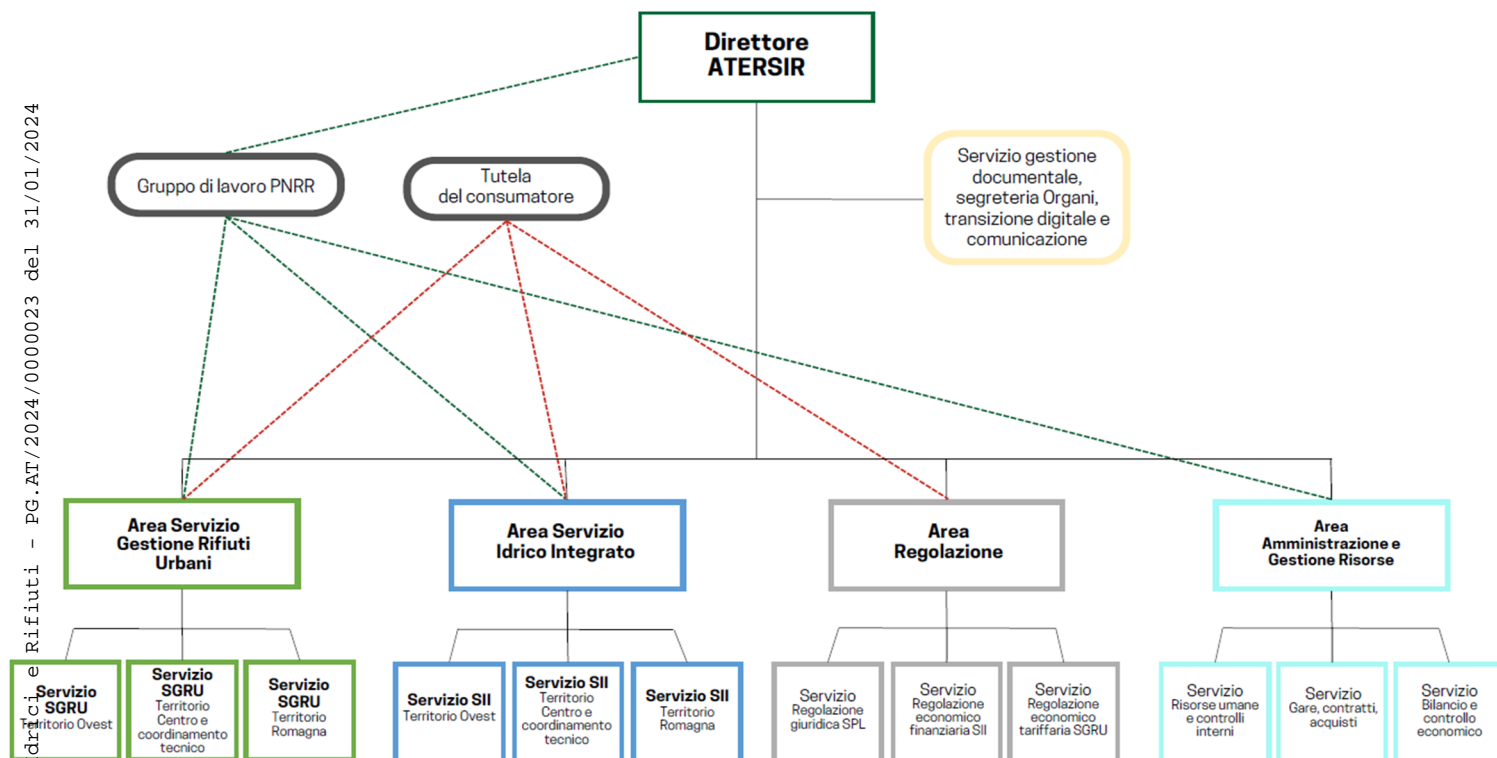 Direttore
ATERSIR
Gruppo di lavoro PNRR
Tutela
del consumatore
Servizio gestione
documentale,
segreteria Organi,
transizione digitale e
comunicazione
Area Servizio
Gestione Rifiuti
Urbani
Area Servizio
Idrico Integrato
Area
Regolazione
Area
Amministrazione e
Gestione Risorse
Servizio
SGRU
Territorio Ovest
Servizio
SGRU
Territorio
Centro e
coordinamento
tecnico
Servizio
SGRU
Territorio
Romagna
Servizio SII
Territorio Ovest
Servizio SII
Territorio
Centro e
coordinamento
tecnico
Servizio SII
Territorio
Romagna
Servizio
Regolazione
giuridica SPL
Servizio
Regolazione
economico
finanziaria SII
Servizio
Regolazione
economico
tariffaria SGRU
Servizio
Risorse umane
e controlli
interni
Servizio
Gare, contratti,
acquisti
Servizio
Bilancio e
controllo
economico
drici e Rifiuti - PG.AT/2024/0000023 del 31/01/2024